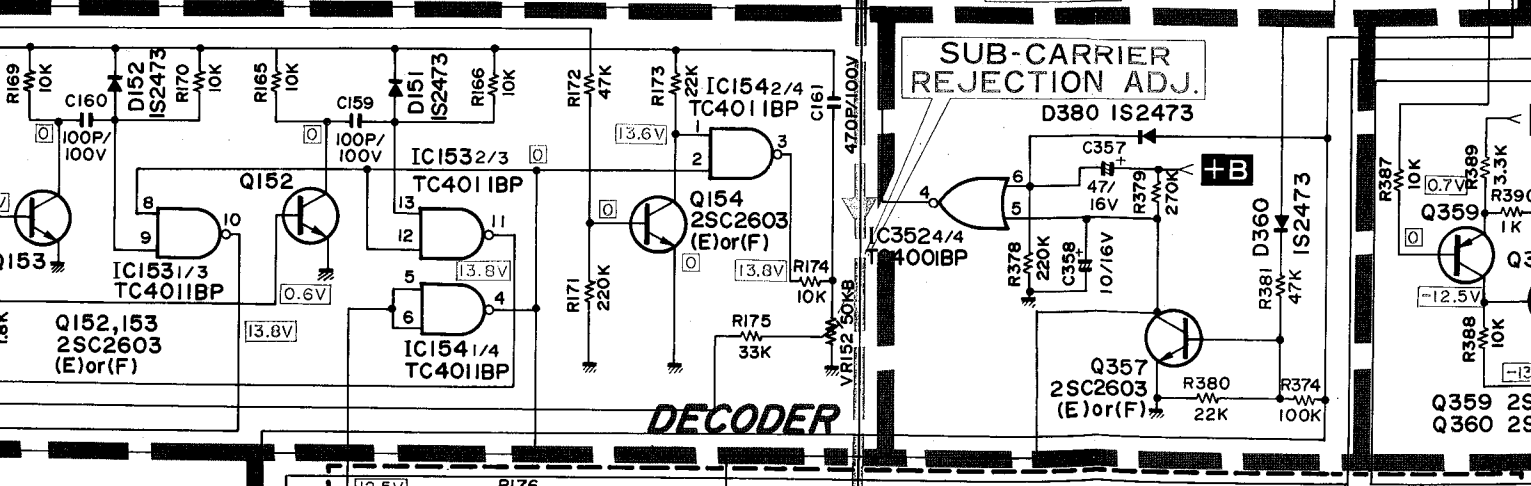 SUB-CARRIER
REJECTION ADJ.
R169
10K
D152
1S2473
R170
10K
C160
100P/
100V
0
R165
10K
C159
100P/
100V
0
D151
1S2473
R166
10K
R172
47K
R173
22K
IC154 2/4
TC4011BP
C161
470P/100V
13.6V
1
2
3
IC153 2/3
TC4011BP
0
Q152
8
9
10
13
12
11
0
Q154
2SC2603
(E)or(F)
0
Q153
IC153 1/3
TC4011BP
0.6V
13.8V
5
6
4
13.8V
R171
220K
13.8V
R174
10K
VR152 50KB
R175
33K
1.8K
Q152,153
2SC2603
(E)or(F)
IC154 1/4
TC4011BP
DECODER
D380 1S2473
C357
47/
16V
+
+B
R379
270K
4
6
5
IC352 4/4
TC4001BP
R378
220K
C358
+
10/16V
D360
1S2473
R381
47K
Q357
2SC2603
(E)or(F)
R380
22K
R374
100K
R387
10K
0.7V
R389
3.3K
R390
1K
Q359
0
-12.5V
R388
10K
Q359
Q360
R176